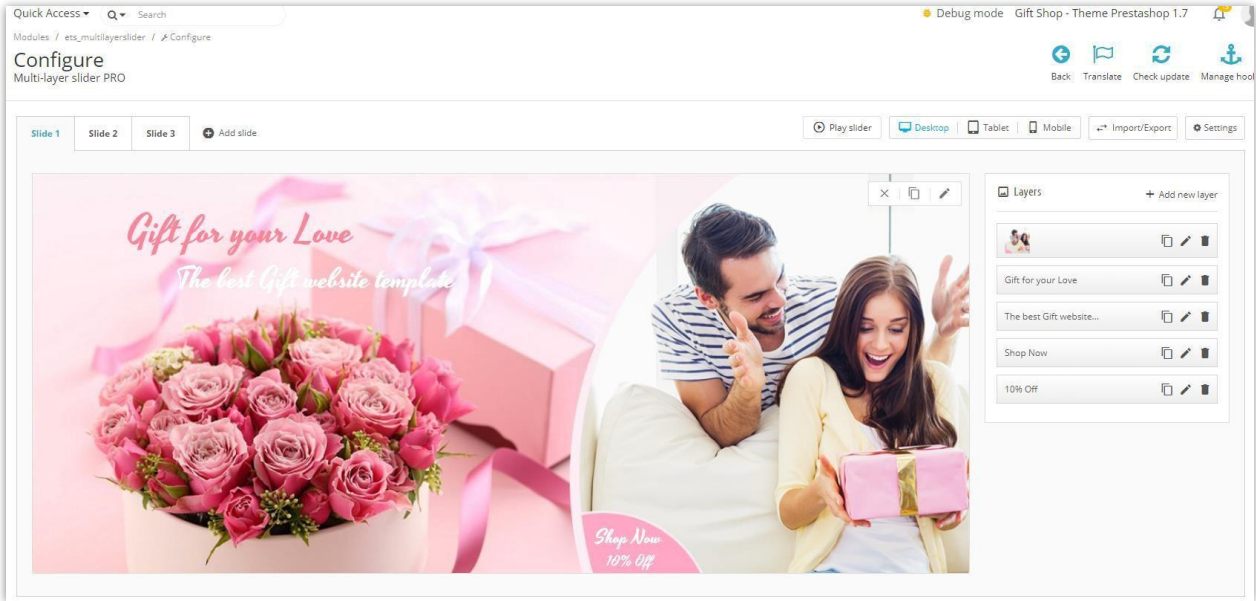 Quick Access
Search
Debug mode
Gift Shop - Theme Prestashop 1.7
Modules / ets_multilayerslider / Configure
Configure
Multi-layer slider PRO
Back
Translate
Check update
Manage hool
Slide 1
Slide 2
Slide 3
Add slide
Play slider
Desktop
Tablet
Mobile
Import/Export
Settings
Gift for your Love
The best Gift website template
Shop Now
10% Off
Layers
Add new layer
Gift for your Love
The best Gift website...
Shop Now
10% Off